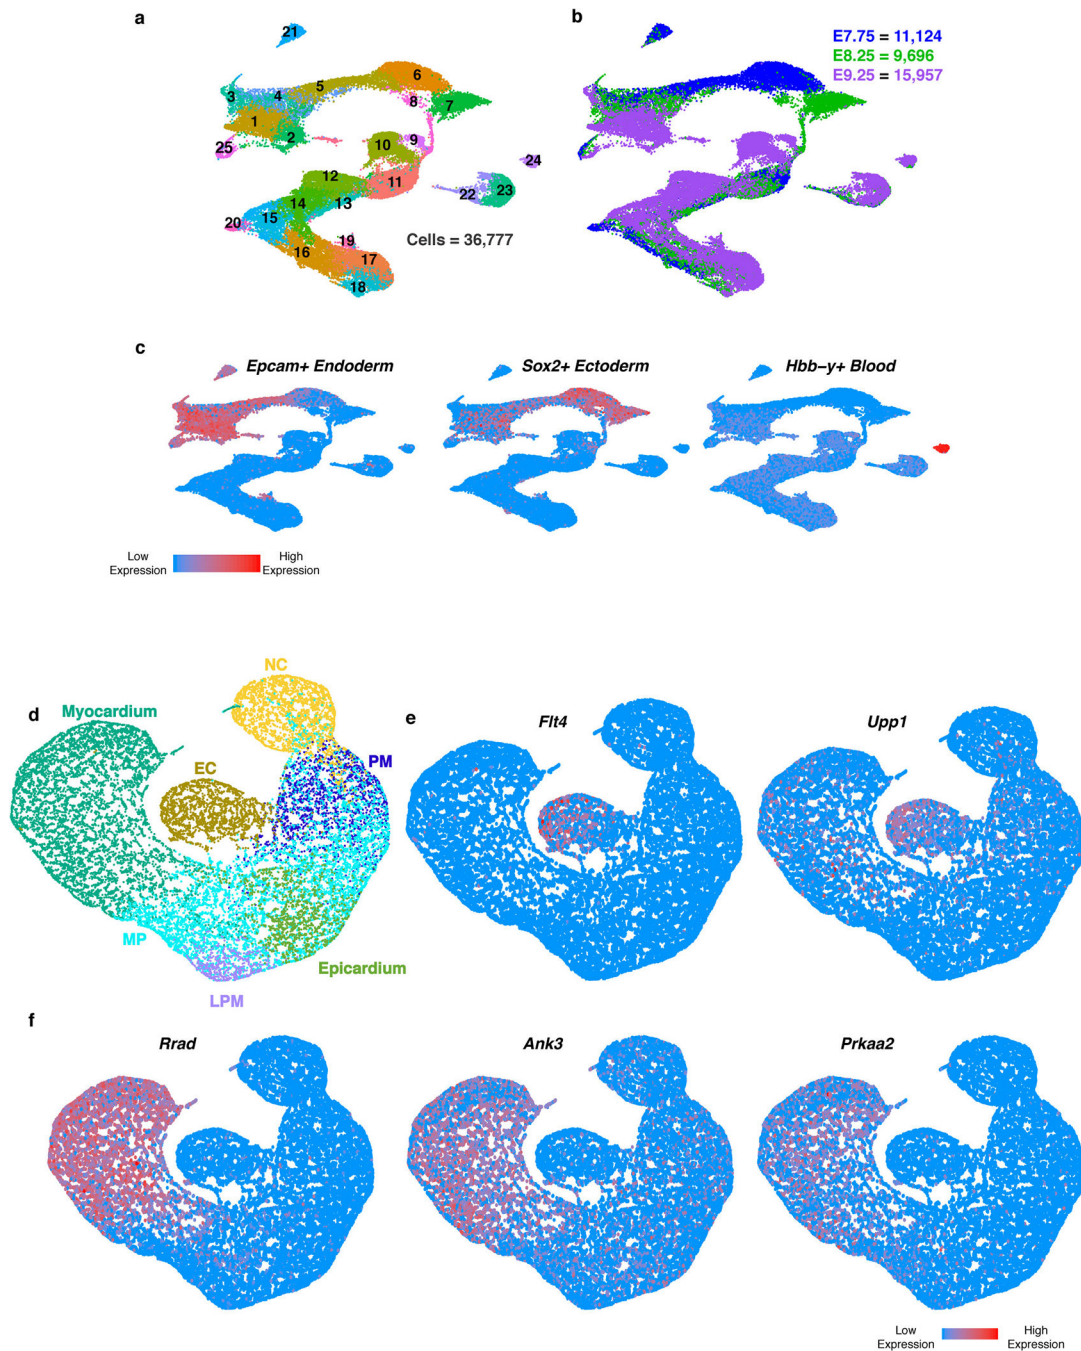 a
21
5
6
3
4
8
7
1
2
25
10
9
24
12
11
22
23
14
13
15
20
19
16
17
18
Cells = 36,777
b
E7.75 = 11,124
E8.25 = 9,696
E9.25 = 15,957
c
Epcam+ Endoderm
Sox2+ Ectoderm
Hbb-y+ Blood
Low
Expression
High
Expression
d
NC
Myocardium
EC
PM
MP
Epicardium
LPM
e
Flt4
Upp1
f
Rrad
Ank3
Prkaa2
Low
Expression
High
Expression